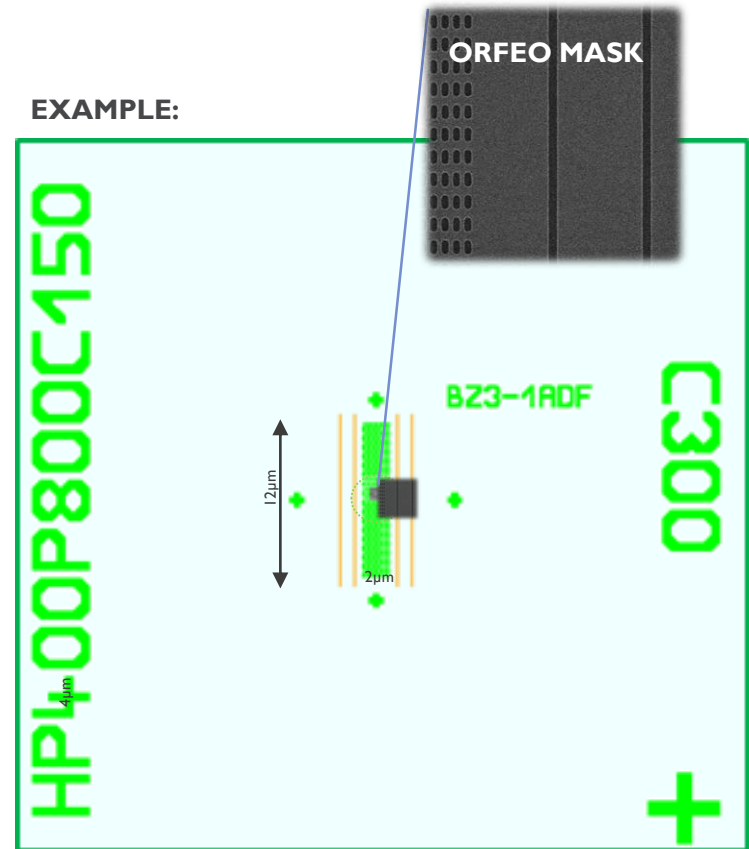 ORFEO MASK
EXAMPLE:
HP400P800C150
BZ3-1ADF
C300
12µm
2µm
4µm